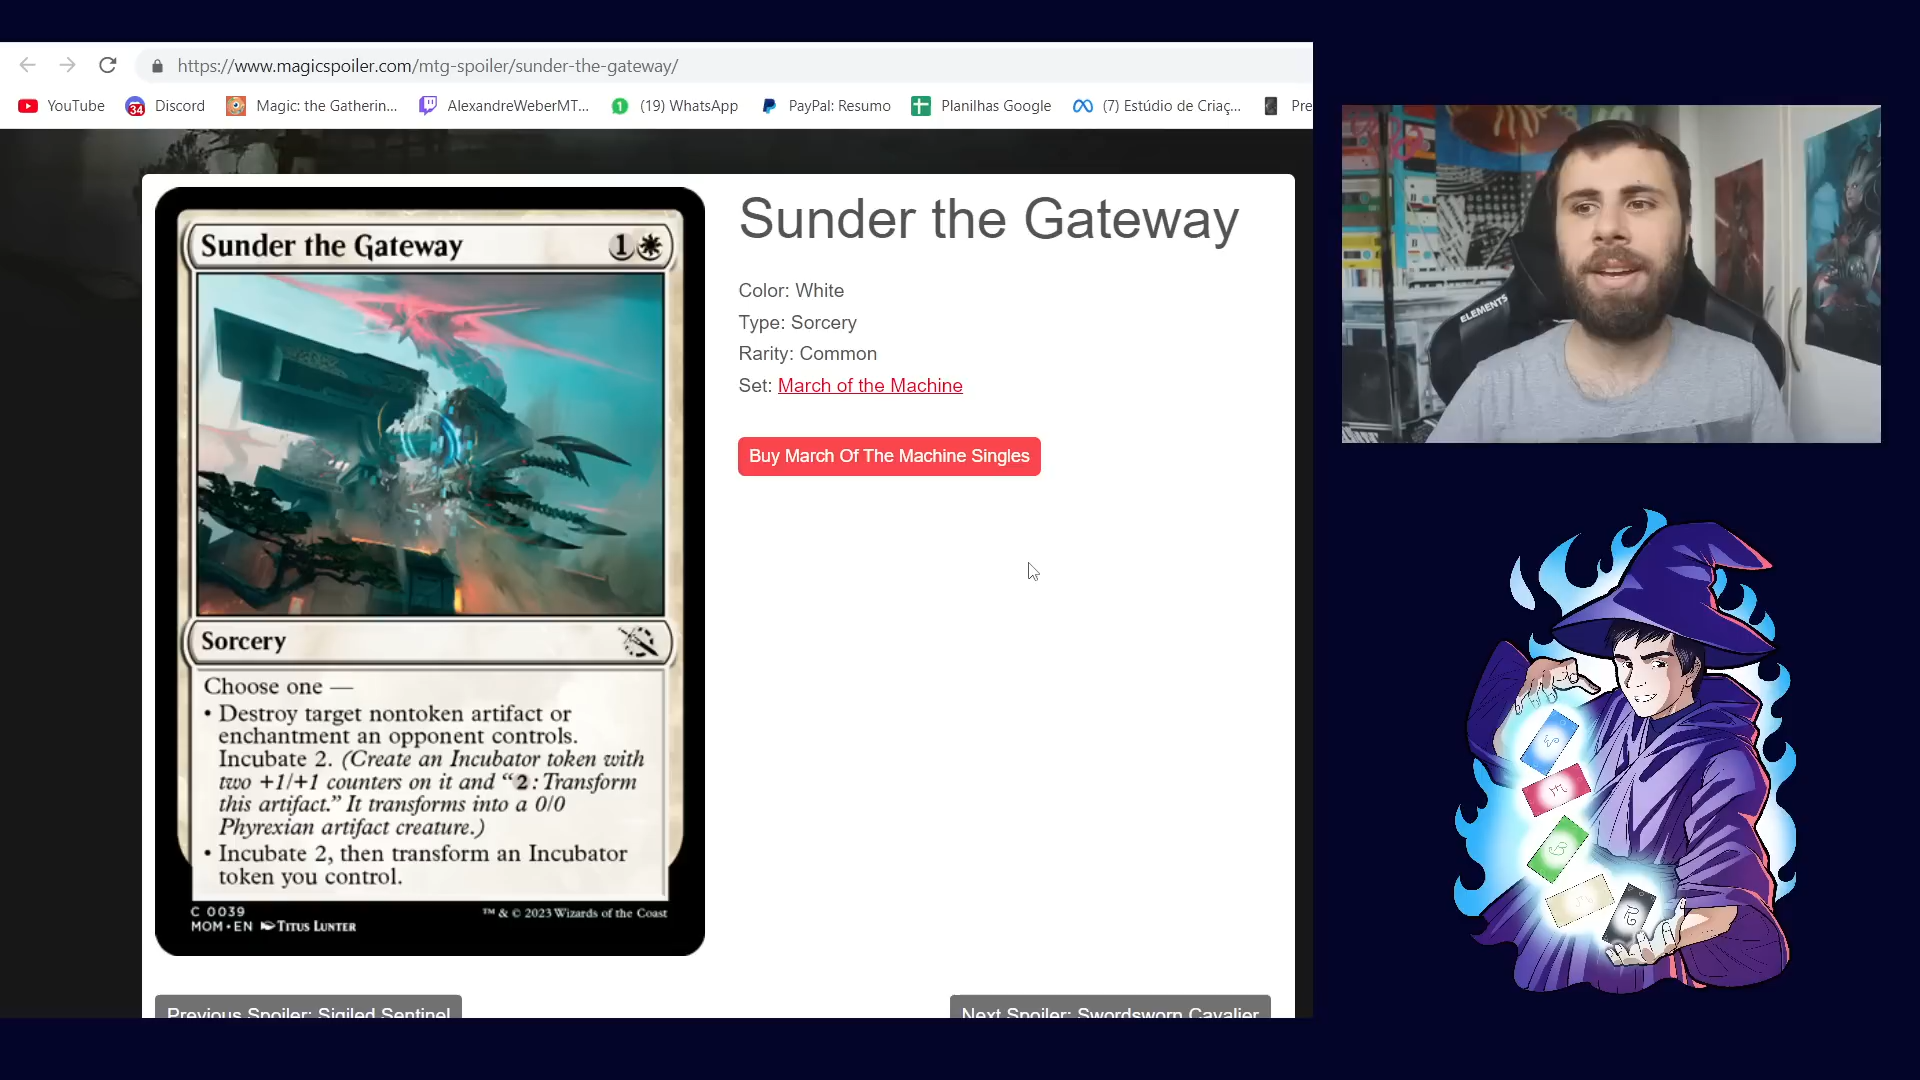 https://www.magicspoiler.com/mtg-spoiler/sunder-the-gateway/
YouTube
34
Discord
Magic: the Gatherin...
AlexandreWeberMT...
1
(19) WhatsApp
PayPal: Resumo
Planilhas Google
(7) Estúdio de Criaç...
Pre
Sunder the Gateway
1
Sorcery
Choose one —
• Destroy target nontoken artifact or
enchantment an opponent controls.
Incubate 2. (Create an Incubator token with
two +1/+1 counters on it and “2: Transform
this artifact.” It transforms into a 0/0
Phyrexian artifact creature.)
• Incubate 2, then transform an Incubator
token you control.
C 0039
MOM • EN Titus Lunter
™ & © 2023 Wizards of the Coast
Sunder the Gateway
Color: White
Type: Sorcery
Rarity: Common
Set: March of the Machine
Buy March Of The Machine Singles
Previous Spoiler: Sigiled Sentinel
Next Spoiler: Swordsworn Cavalier
ELEMENTS